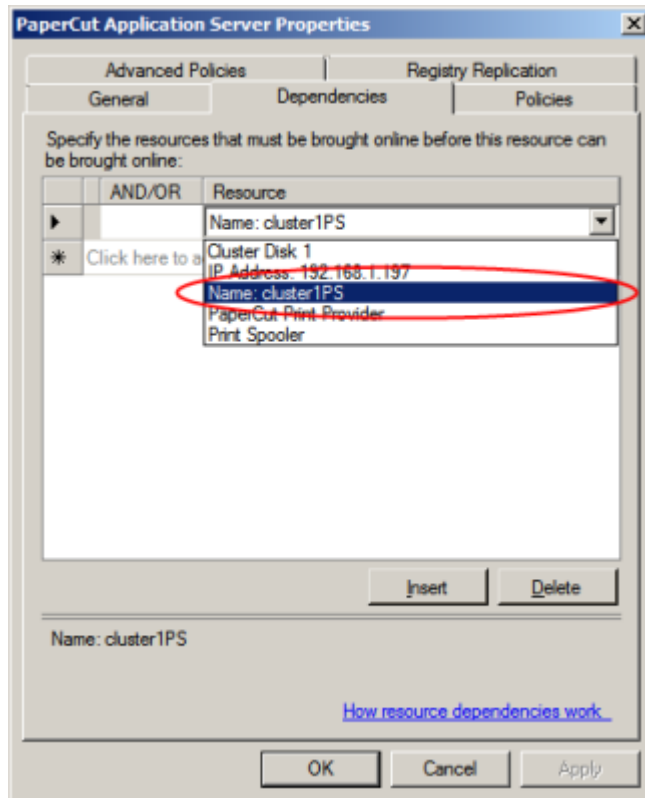 PaperCut Application Server Properties
Advanced Policies
Registry Replication
General
Dependencies
Policies
Specify the resources that must be brought online before this resource can
be brought online:
AND/OR
Resource
Name: cluster1PS
Click here to a
Cluster Disk 1
IP Address: 192.168.1.197
Name: cluster1PS
PaperCut Print Provider
Print Spooler
Insert
Delete
Name: cluster1PS
How resource dependencies work
OK
Cancel
Apply